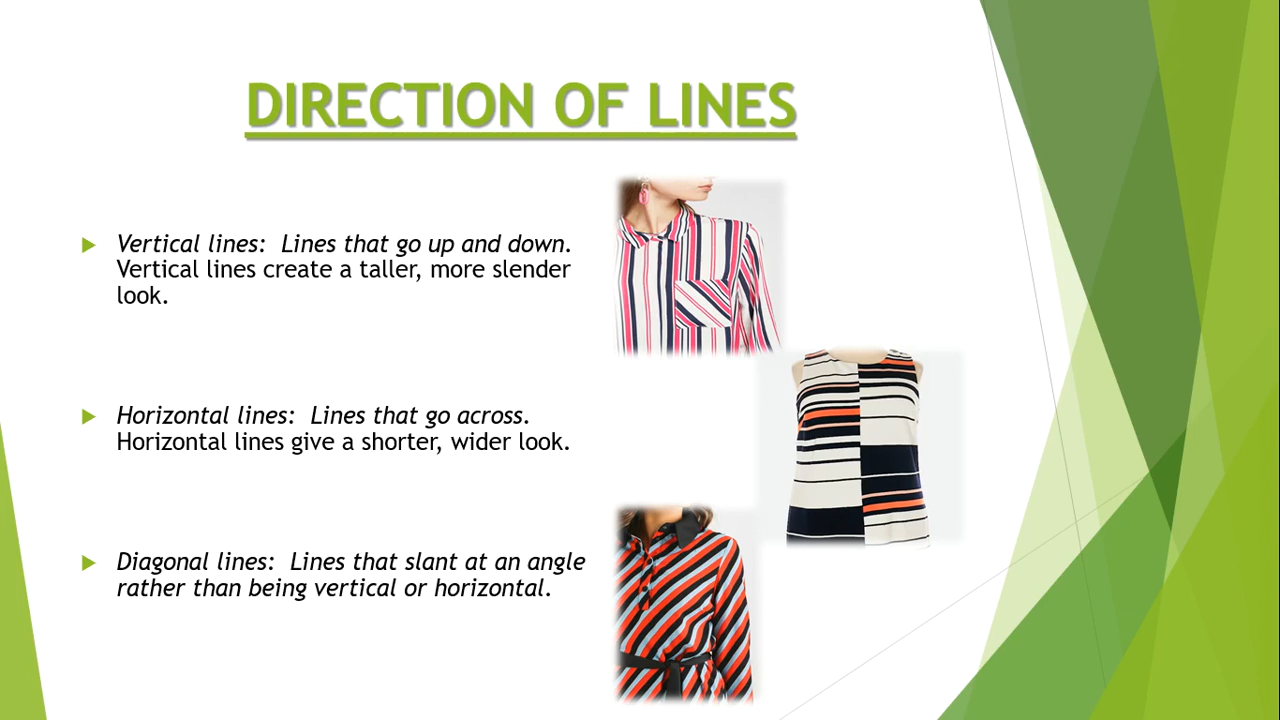 DIRECTION OF LINES
Vertical lines:  Lines that go up and down.
Vertical lines create a taller, more slender
look.
Horizontal lines:  Lines that go across.
Horizontal lines give a shorter, wider look.
Diagonal lines:  Lines that slant at an angle
rather than being vertical or horizontal.